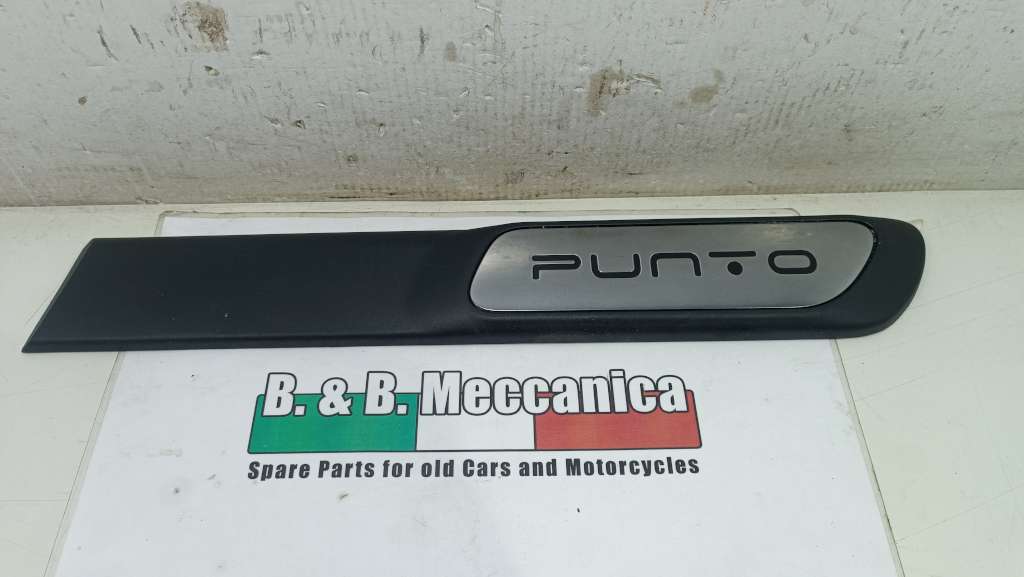 PUNTO
B. & B. Meccanica
Spare Parts for old Cars and Motorcycles